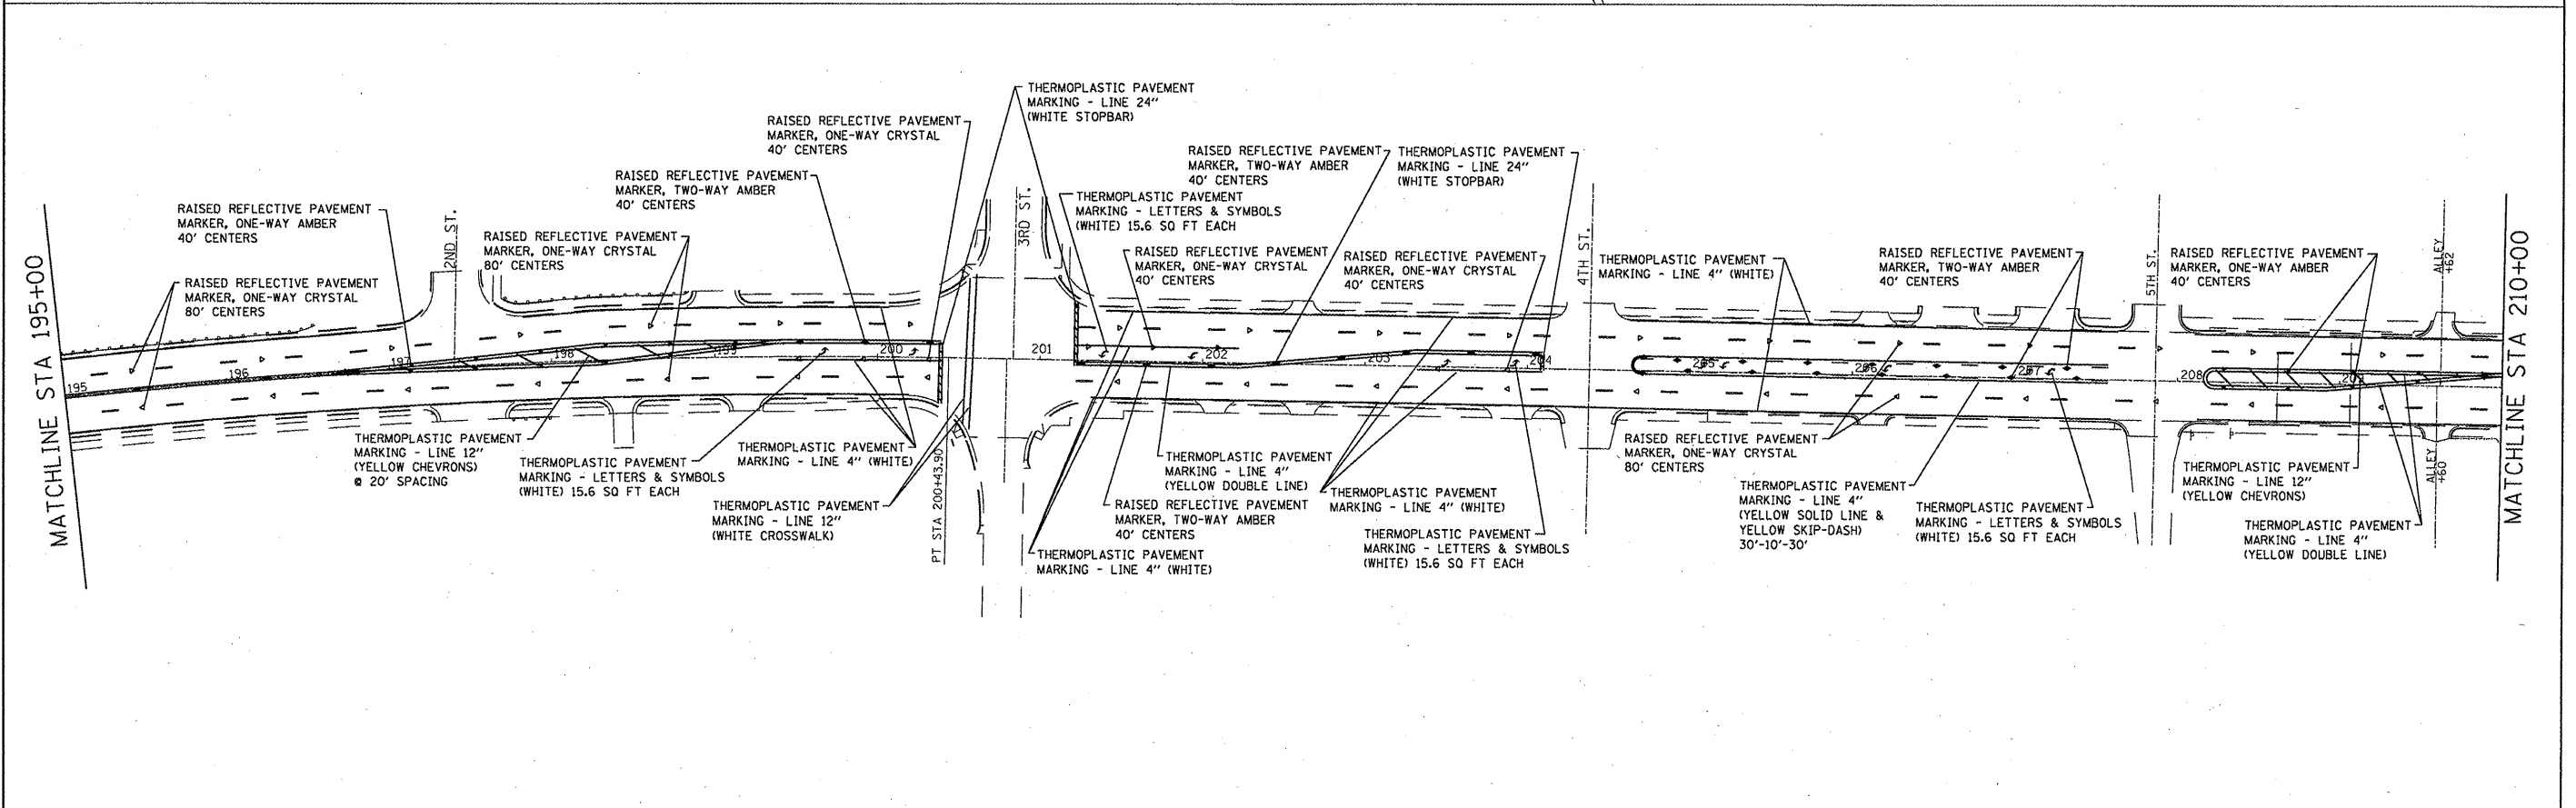 MATCHLINE STA 195+00
RAISED REFLECTIVE PAVEMENT
MARKER, ONE-WAY AMBER
40' CENTERS
RAISED REFLECTIVE PAVEMENT
MARKER, ONE-WAY CRYSTAL
80' CENTERS
2ND ST.
RAISED REFLECTIVE PAVEMENT
MARKER, ONE-WAY CRYSTAL
80' CENTERS
RAISED REFLECTIVE PAVEMENT
MARKER, TWO-WAY AMBER
40' CENTERS
RAISED REFLECTIVE PAVEMENT
MARKER, ONE-WAY CRYSTAL
40' CENTERS
THERMOPLASTIC PAVEMENT
MARKING - LINE 24"
(WHITE STOPBAR)
3RD ST.
THERMOPLASTIC PAVEMENT
MARKING - LETTERS & SYMBOLS
(WHITE) 15.6 SQ FT EACH
RAISED REFLECTIVE PAVEMENT
MARKER, TWO-WAY AMBER
40' CENTERS
THERMOPLASTIC PAVEMENT
MARKING - LINE 24"
(WHITE STOPBAR)
RAISED REFLECTIVE PAVEMENT
MARKER, ONE-WAY CRYSTAL
40' CENTERS
RAISED REFLECTIVE PAVEMENT
MARKER, ONE-WAY CRYSTAL
40' CENTERS
4TH ST.
THERMOPLASTIC PAVEMENT
MARKING - LINE 4" (WHITE)
RAISED REFLECTIVE PAVEMENT
MARKER, TWO-WAY AMBER
40' CENTERS
5TH ST.
RAISED REFLECTIVE PAVEMENT
MARKER, ONE-WAY AMBER
40' CENTERS
ALLEY
+62
MATCHLINE STA 210+00
195
196
197
198
199
200
201
202
203
204
205
206
207
208
THERMOPLASTIC PAVEMENT
MARKING - LINE 12"
(YELLOW CHEVRONS)
@ 20' SPACING
THERMOPLASTIC PAVEMENT
MARKING - LETTERS & SYMBOLS
(WHITE) 15.6 SQ FT EACH
THERMOPLASTIC PAVEMENT
MARKING - LINE 4" (WHITE)
THERMOPLASTIC PAVEMENT
MARKING - LINE 12"
(WHITE CROSSWALK)
PT STA 200+43.90
THERMOPLASTIC PAVEMENT
MARKING - LINE 4"
(YELLOW DOUBLE LINE)
RAISED REFLECTIVE PAVEMENT
MARKER, TWO-WAY AMBER
40' CENTERS
THERMOPLASTIC PAVEMENT
MARKING - LINE 4" (WHITE)
THERMOPLASTIC PAVEMENT
MARKING - LINE 4" (WHITE)
THERMOPLASTIC PAVEMENT
MARKING - LETTERS & SYMBOLS
(WHITE) 15.6 SQ FT EACH
RAISED REFLECTIVE PAVEMENT
MARKER, ONE-WAY CRYSTAL
80' CENTERS
THERMOPLASTIC PAVEMENT
MARKING - LINE 4"
(YELLOW SOLID LINE &
YELLOW SKIP-DASH)
30'-10'-30'
THERMOPLASTIC PAVEMENT
MARKING - LETTERS & SYMBOLS
(WHITE) 15.6 SQ FT EACH
THERMOPLASTIC PAVEMENT
MARKING - LINE 12"
(YELLOW CHEVRONS)
THERMOPLASTIC PAVEMENT
MARKING - LINE 4"
(YELLOW DOUBLE LINE)
ALLEY
+60